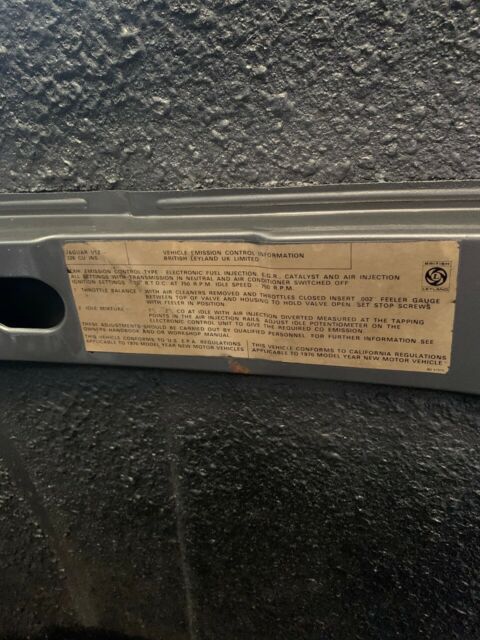 JAGUAR V12 VEHICLE EMISSION CONTROL INFORMATION
326 CU INS. BRITISH LEYLAND UK LIMITED
EXH. EMISSION CONTROL TYPE: ELECTRONIC FUEL INJECTION, E.G.R., CATALYST AND AIR INJECTION
ALL SETTINGS WITH TRANSMISSION IN NEUTRAL AND AIR CONDITIONER SWITCHED OFF
IGNITION SETTINGS B.T.D.C. AT 750 R.P.M. IDLE SPEED - 750 R.P.M.
1 THROTTLE BALANCE WITH AIR CLEANERS REMOVED AND THROTTLES CLOSED INSERT .002" FEELER GAUGE
BETWEEN TOP OF VALVE AND HOUSING TO HOLD VALVE OPEN. SET STOP SCREWS
WITH FEELER IN POSITION.
2 IDLE MIXTURE CO AT IDLE WITH AIR INJECTION DIVERTED MEASURED AT THE TAPPING
POINTS IN THE AIR INJECTION RAILS. ADJUST IDLE POTENTIOMETER ON THE
ELECTRONIC CONTROL UNIT TO GIVE THE REQUIRED CO EMISSION.
THESE ADJUSTMENTS SHOULD BE CARRIED OUT BY QUALIFIED PERSONNEL. FOR FURTHER INFORMATION SEE
OWNERS HANDBOOK AND OR WORKSHOP MANUAL
THIS VEHICLE CONFORMS TO U.S. E.P.A. REGULATIONS
APPLICABLE TO 1976 MODEL YEAR NEW MOTOR VEHICLES
THIS VEHICLE CONFORMS TO CALIFORNIA REGULATIONS
APPLICABLE TO 1976 MODEL YEAR NEW MOTOR VEHICLES
BRITISH
L
LEYLAND